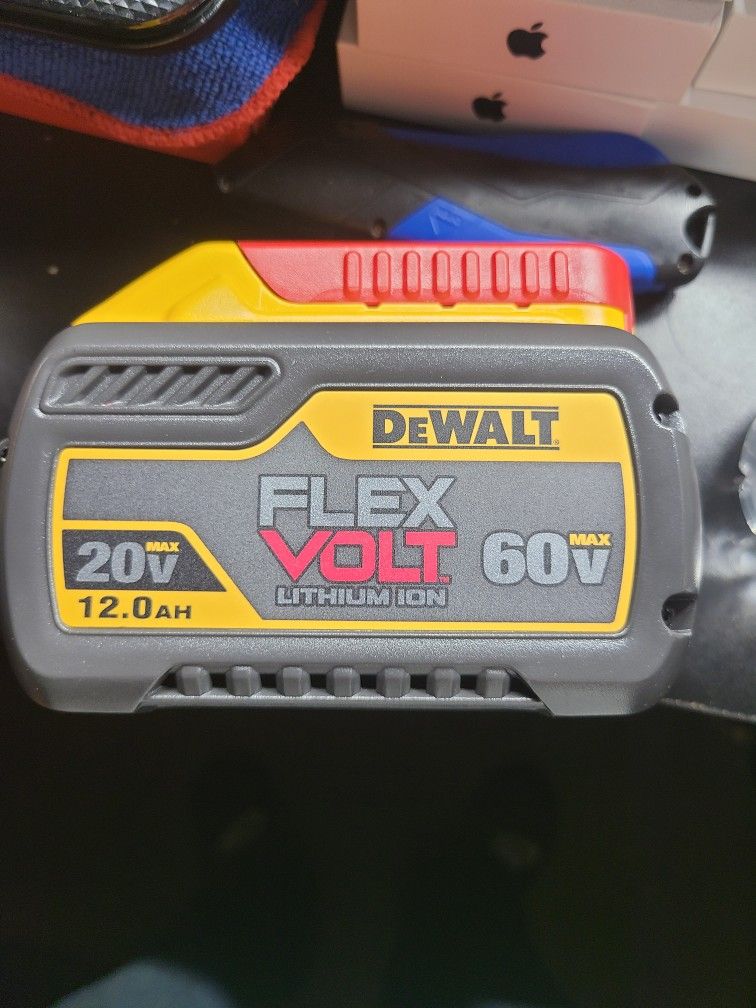 DEWALT
FLEX
VOLT
LITHIUM ION
20V MAX
12.0AH
60V MAX